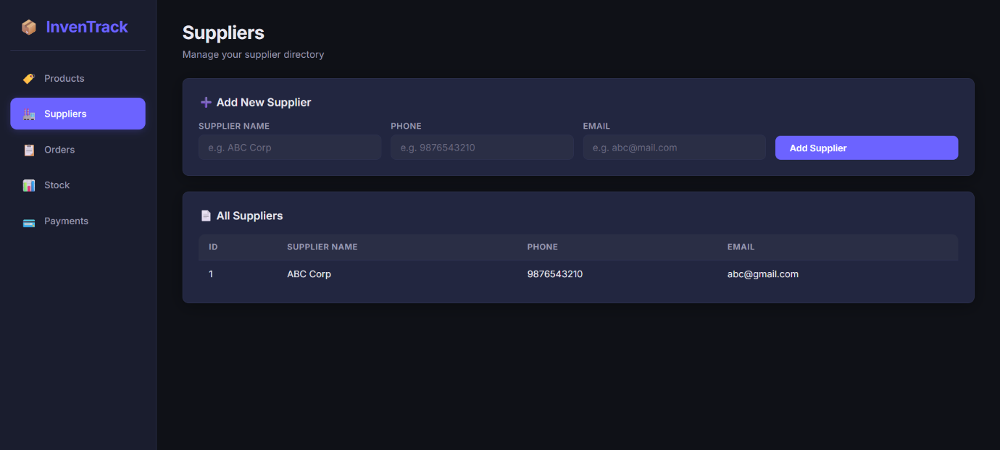 InvenTrack
Products
Suppliers
Orders
Stock
Payments
Suppliers
Manage your supplier directory
Add New Supplier
SUPPLIER NAME PHONE EMAIL
e.g. ABC Corp e.g. 9876543210 e.g. abc@mail.com Add Supplier
All Suppliers
ID SUPPLIER NAME PHONE EMAIL
1 ABC Corp 9876543210 abc@gmail.com